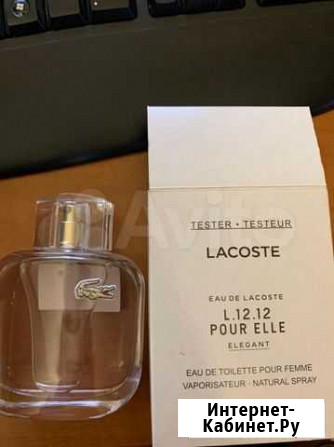 TESTER • TESTEUR
LACOSTE
EAU DE LACOSTE
L.12.12
POUR ELLE
ELEGANT
EAU DE TOILETTE POUR FEMME
VAPORISATEUR - NATURAL SPRAY
Avito
Интернет-
Кабинет.Ру